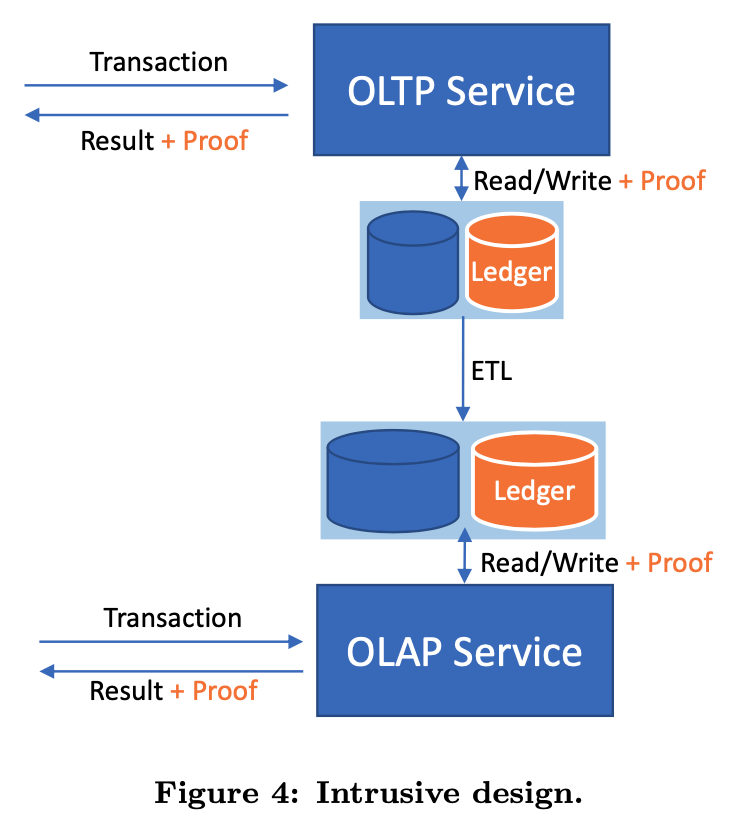 Transaction
OLTP Service
Result + Proof
Read/Write + Proof
Ledger
ETL
Ledger
Read/Write + Proof
Transaction
OLAP Service
Result + Proof
Figure 4: Intrusive design.